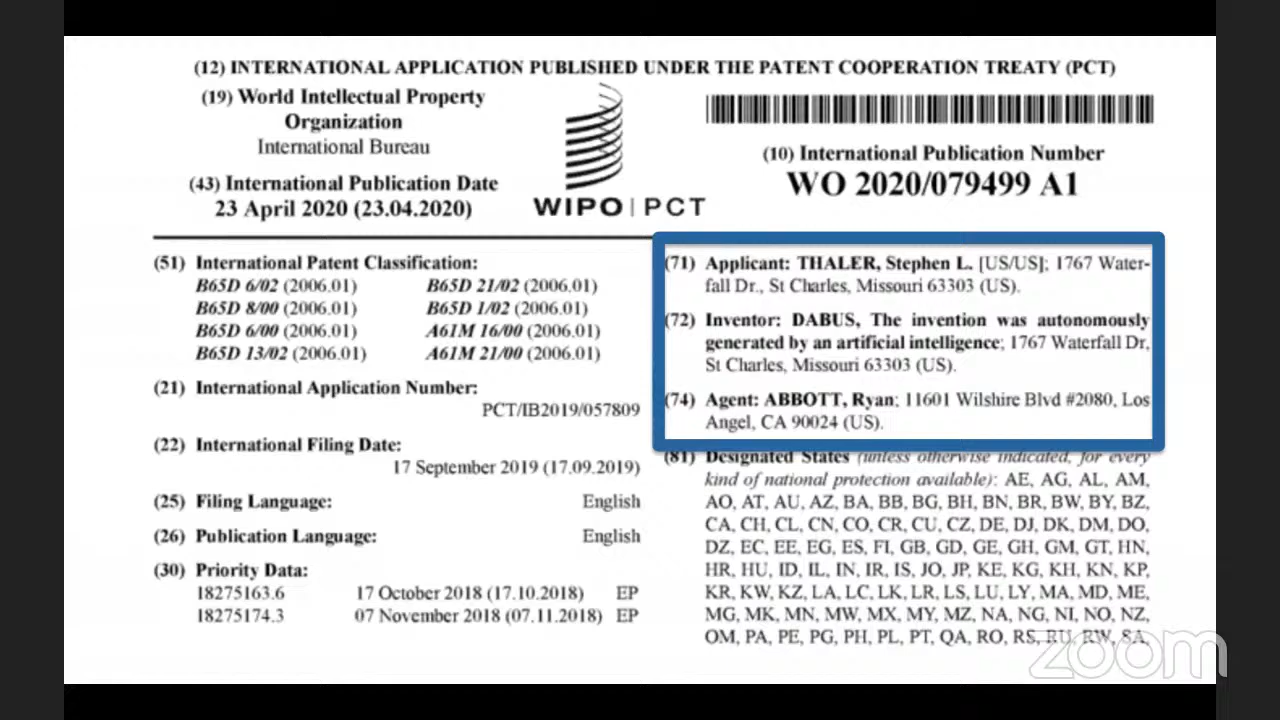 (12) INTERNATIONAL APPLICATION PUBLISHED UNDER THE PATENT COOPERATION TREATY (PCT)
(19) World Intellectual Property
Organization
International Bureau
(43) International Publication Date
23 April 2020 (23.04.2020)
WIPO | PCT
(10) International Publication Number
WO 2020/079499 A1
(51) International Patent Classification:
B65D 6/02 (2006.01) B65D 21/02 (2006.01)
B65D 8/00 (2006.01) B65D 1/02 (2006.01)
B65D 6/00 (2006.01) A61M 16/00 (2006.01)
B65D 13/02 (2006.01) A61M 21/00 (2006.01)
(21) International Application Number:
PCT/IB2019/057809
(22) International Filing Date:
17 September 2019 (17.09.2019)
(25) Filing Language: English
(26) Publication Language: English
(30) Priority Data:
18275163.6 17 October 2018 (17.10.2018) EP
18275174.3 07 November 2018 (07.11.2018) EP
(71) Applicant: THALER, Stephen L. [US/US]; 1767 Water-
fall Dr., St Charles, Missouri 63303 (US).
(72) Inventor: DABUS, The invention was autonomously
generated by an artificial intelligence; 1767 Waterfall Dr,
St Charles, Missouri 63303 (US).
(74) Agent: ABBOTT, Ryan; 11601 Wilshire Blvd #2080, Los
Angel, CA 90024 (US).
(81) Designated States (unless otherwise indicated, for every
kind of national protection available): AE, AG, AL, AM,
AO, AT, AU, AZ, BA, BB, BG, BH, BN, BR, BW, BY, BZ,
CA, CH, CL, CN, CO, CR, CU, CZ, DE, DJ, DK, DM, DO,
DZ, EC, EE, EG, ES, FI, GB, GD, GE, GH, GM, GT, HN,
HR, HU, ID, IL, IN, IR, IS, JO, JP, KE, KG, KH, KN, KP,
KR, KW, KZ, LA, LC, LK, LR, LS, LU, LY, MA, MD, ME,
MG, MK, MN, MW, MX, MY, MZ, NA, NG, NI, NO, NZ,
OM, PA, PE, PG, PH, PL, PT, QA, RO, RS, RU, RW, SA,
zoom